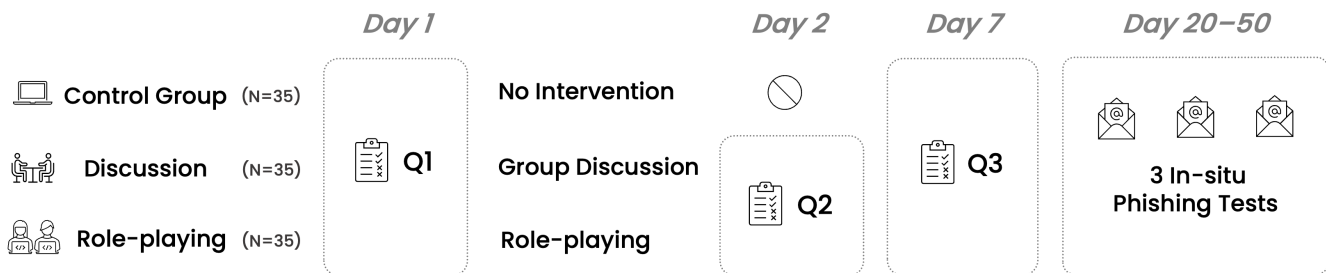 Day 1
Day 2
Day 7
Day 20–50
Control Group (N=35)
No Intervention
Discussion (N=35)
Q1
Group Discussion
Q2
Q3
3 In-situ
Phishing Tests
Role-playing (N=35)
Role-playing